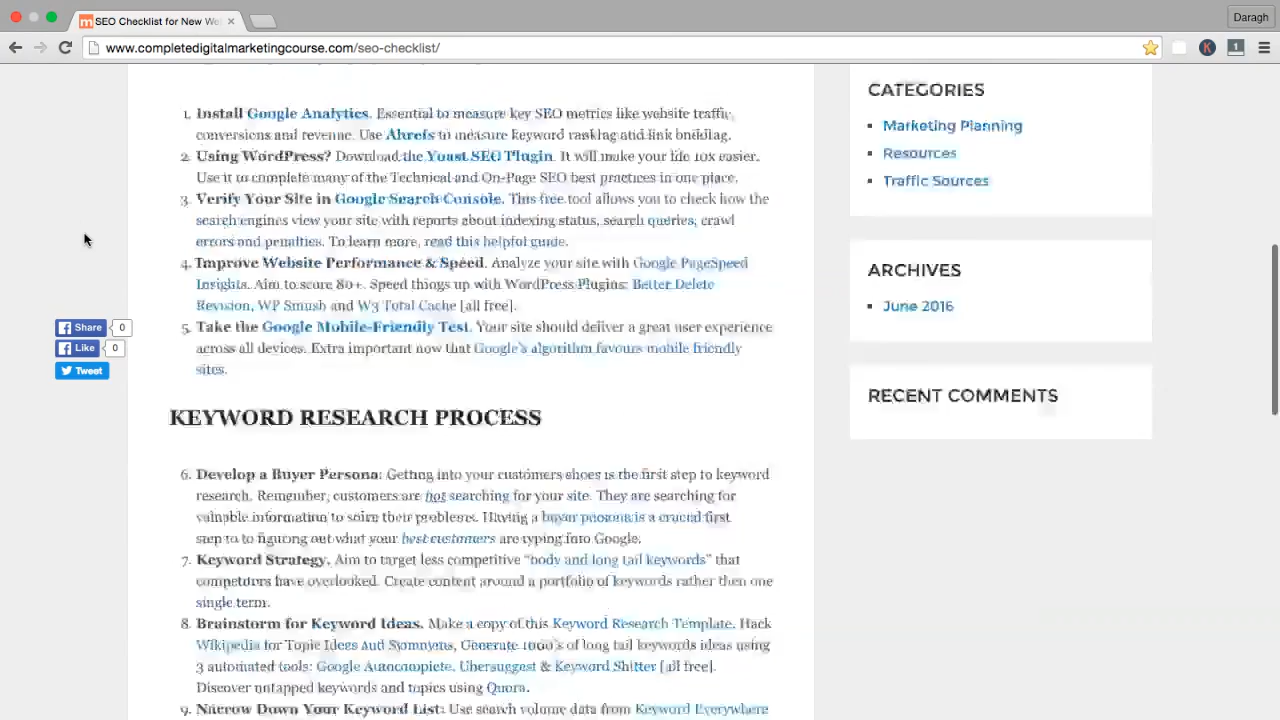 SEO Checklist for New We
Daragh
www.completedigitalmarketingcourse.com/seo-checklist/
1. Install Google Analytics. Essential to measure key SEO metrics like website traffic,
conversions and revenue. Use Ahrefs to measure keyword ranking and link building.
2. Using WordPress? Download the Yoast SEO Plugin. It will make your life 10x easier.
Use it to complete many of the Technical and On-Page SEO best practices in one place.
3. Verify Your Site in Google Search Console. This free tool allows you to check how the
search engines view your site with reports about indexing status, search queries, crawl
errors and penalties. To learn more, read this helpful guide.
4. Improve Website Performance & Speed. Analyze your site with Google PageSpeed
Insights. Aim to score 80+. Speed things up with WordPress Plugins: Better Delete
Revision, WP Smush and W3 Total Cache [all free].
5. Take the Google Mobile-Friendly Test. Your site should deliver a great user experience
across all devices. Extra important now that Google's algorithm favours mobile friendly
sites.
KEYWORD RESEARCH PROCESS
6. Develop a Buyer Persona: Getting into your customers shoes is the first step to keyword
research. Remember, customers are not searching for your site. They are searching for
valuable information to solve their problems. Having a buyer persona is a crucial first
step to to figuring out what your best customers are typing into Google.
7. Keyword Strategy. Aim to target less competitive "body and long tail keywords" that
competitors have overlooked. Create content around a portfolio of keywords rather then one
single term.
8. Brainstorm for Keyword Ideas. Make a copy of this Keyword Research Template. Hack
Wikipedia for Topic Ideas And Synonyms, Generate 1000's of long tail keywords ideas using
3 automated tools: Google Autocomplete, Ubersuggest & Keyword Shitter [all free].
Discover untapped keywords and topics using Quora.
9. Narrow Down Your Keyword List: Use search volume data from Keyword Everywhere
Share 0
Like 0
Tweet
CATEGORIES
Marketing Planning
Resources
Traffic Sources
ARCHIVES
June 2016
RECENT COMMENTS